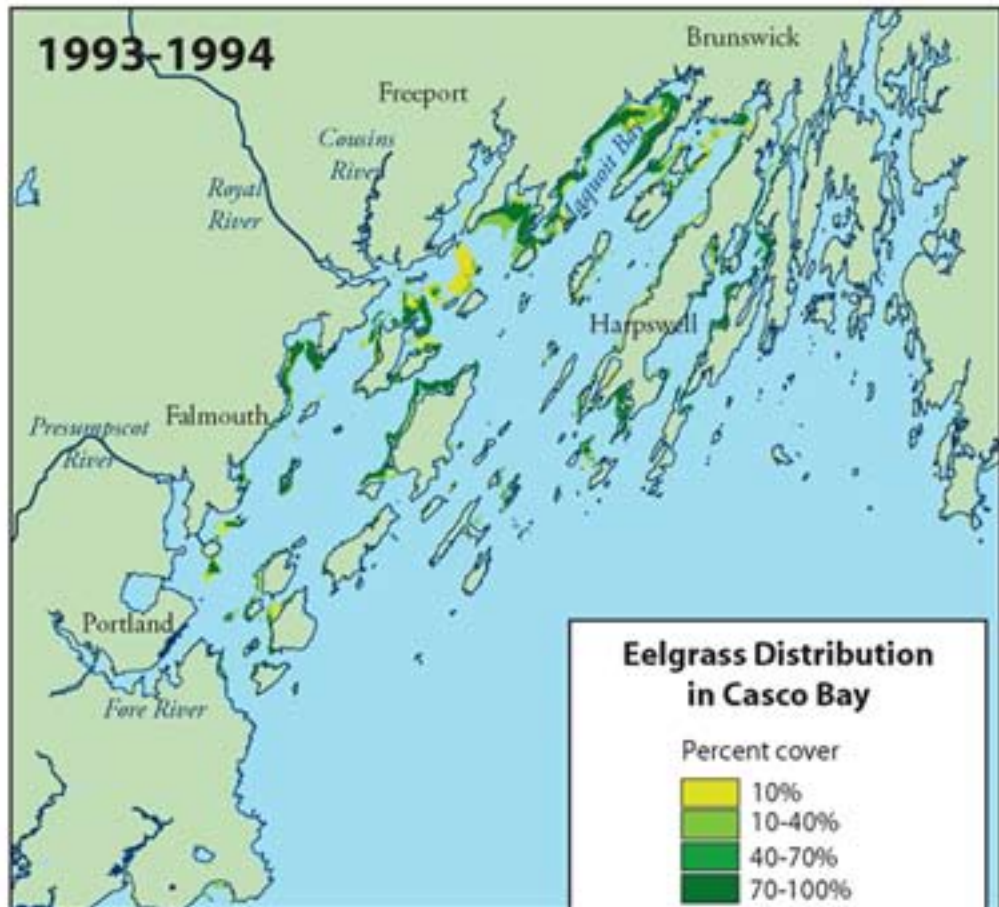 1993-1994
Brunswick
Freeport
Cousins
River
Royal
River
Maquoit Bay
Harpswell
Falmouth
Presumpscot
River
Portland
Fore River
Eelgrass Distribution
in Casco Bay
Percent cover
10%
10-40%
40-70%
70-100%